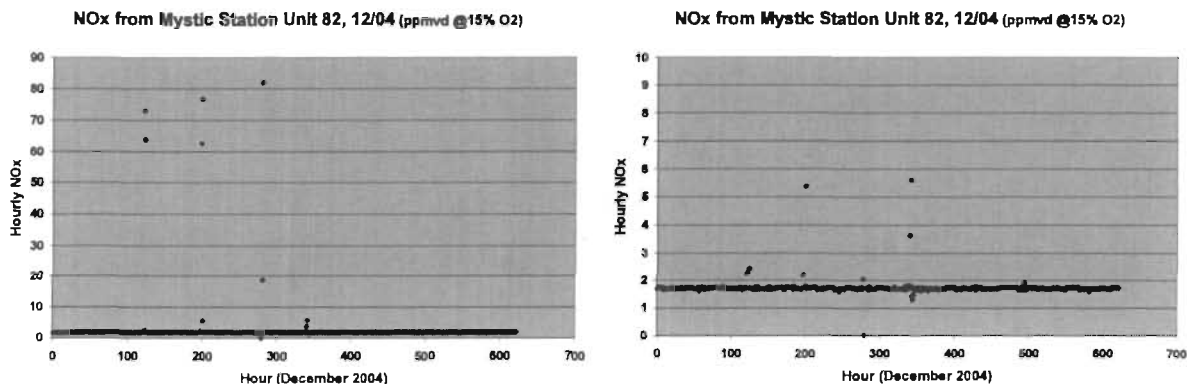 NOx from Mystic Station Unit 82, 12/04 (ppmvd @15% O2)
90
80
70
60
50
40
30
20
10
0
Hourly NOx
0 100 200 300 400 500 600 700
Hour (December 2004)
NOx from Mystic Station Unit 82, 12/04 (ppmvd @15% O2)
10
9
8
7
6
5
4
3
2
1
0
Hourly NOx
0 100 200 300 400 500 600 700
Hour (December 2004)